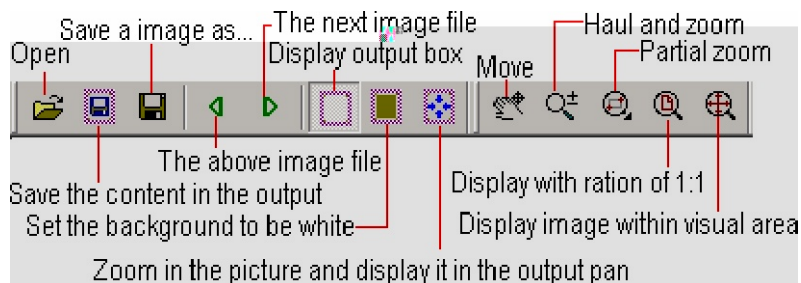 The next image file
Haul and zoom
Save a image as...
Open
Display output box
Partial zoom
Move
The above image file
Save the content in the output
Display with ration of 1:1
Set the background to be white
Display image within visual area
Zoom in the picture and display it in the output pan